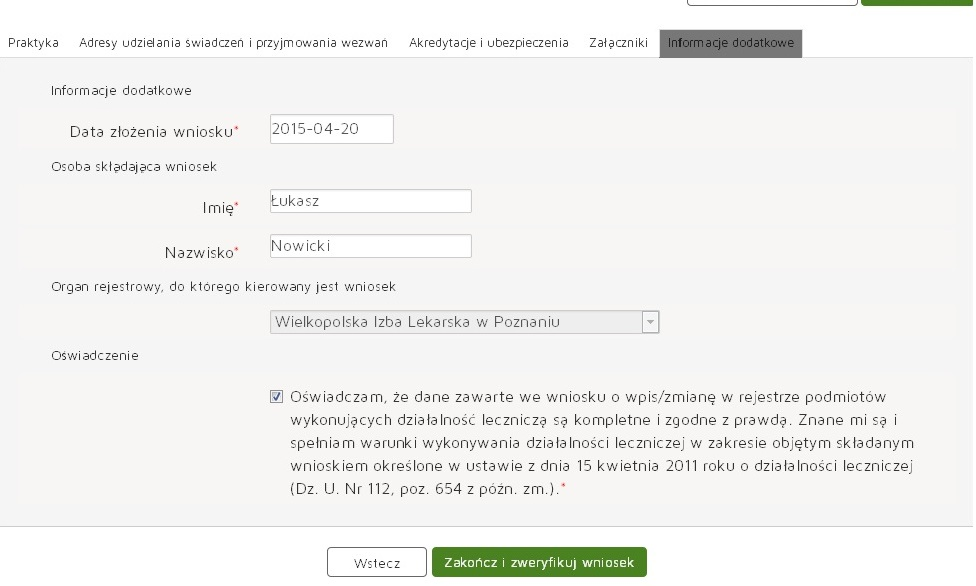 Praktyka Adresy udzielania świadczeń i przyjmowania wezwań Akredytacje i ubezpieczenia Załączniki Informacje dodatkowe
Informacje dodatkowe
Data złożenia wniosku* 2015-04-20
Osoba składająca wniosek
Imię* Łukasz
Nazwisko* Nowicki
Organ rejestrowy, do którego kierowany jest wniosek
Wielkopolska Izba Lekarska w Poznaniu
Oświadczenie
Oświadczam, że dane zawarte we wniosku o wpis/zmianę w rejestrze podmiotów
wykonujących działalność leczniczą są kompletne i zgodne z prawdą. Znane mi są i
spełniam warunki wykonywania działalności leczniczej w zakresie objętym składanym
wnioskiem określone w ustawie z dnia 15 kwietnia 2011 roku o działalności leczniczej
(Dz. U. Nr 112, poz. 654 z późn. zm.).*
Wstecz Zakończ i zweryfikuj wniosek